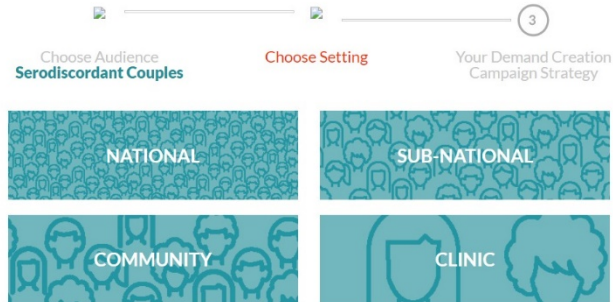 3
Choose Audience
Serodiscordant Couples
Choose Setting
Your Demand Creation
Campaign Strategy
NATIONAL
SUB-NATIONAL
COMMUNITY
CLINIC